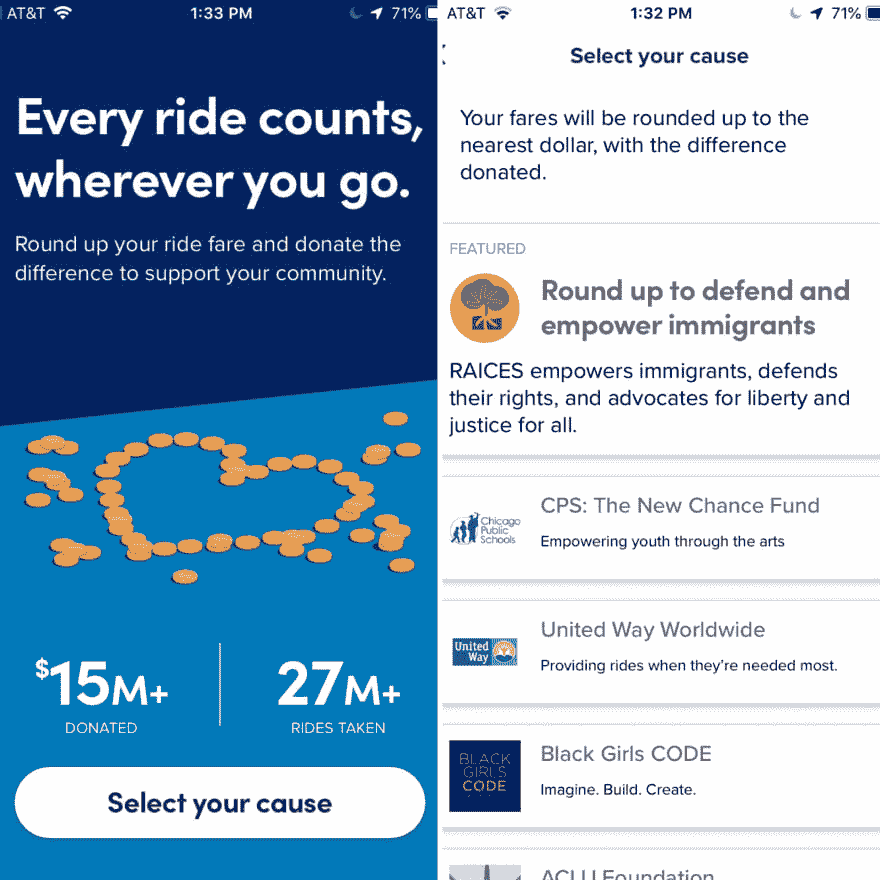 AT&T 1:33 PM 71%
Every ride counts,
wherever you go.
Round up your ride fare and donate the
difference to support your community.
$15M+
DONATED
27M+
RIDES TAKEN
Select your cause
AT&T 1:32 PM 71%
Select your cause
Your fares will be rounded up to the
nearest dollar, with the difference
donated.
FEATURED
Round up to defend and
empower immigrants
RAICES empowers immigrants, defends
their rights, and advocates for liberty and
justice for all.
Chicago
Public
Schools
CPS: The New Chance Fund
Empowering youth through the arts
United
Way
United Way Worldwide
Providing rides when they're needed most.
BLACK
GIRLS
CODE
Black Girls CODE
Imagine. Build. Create.
ACLU Foundation